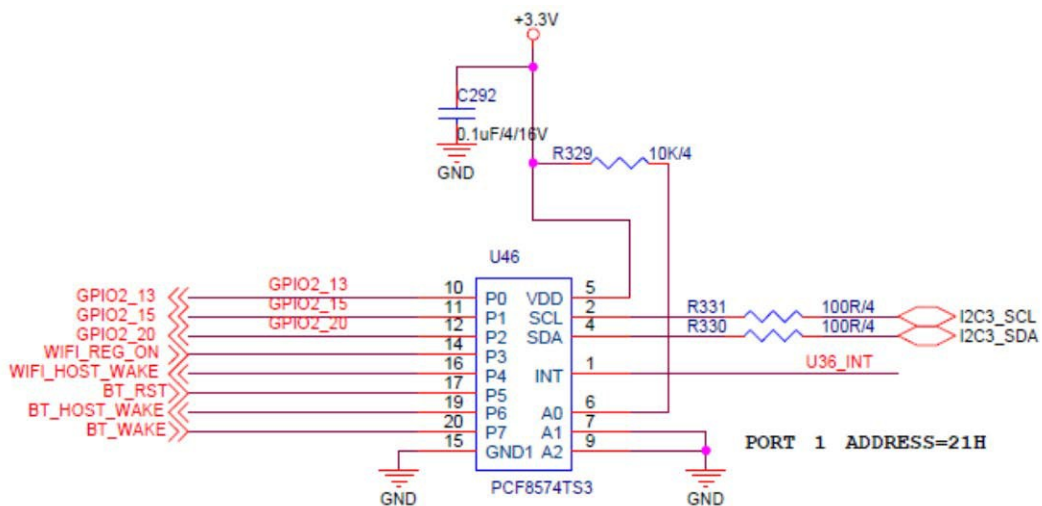 +3.3V
C292
0.1uF/4/16V
GND
R329 10K/4
U46
GPIO2_13 GPIO2_13 10 P0 VDD 5
GPIO2_15 GPIO2_15 11 P1 SCL 2 R331 100R/4 I2C3_SCL
GPIO2_20 GPIO2_20 12 P2 SDA 4 R330 100R/4 I2C3_SDA
WIFI_REG_ON 14 P3
WIFI_HOST_WAKE 16 P4 INT 1 U36_INT
BT_RST 17 P5
BT_HOST_WAKE 19 P6 A0 6
BT_WAKE 20 P7 A1 7
15 GND1 A2 9
PORT 1 ADDRESS=21H
GND PCF8574TS3 GND